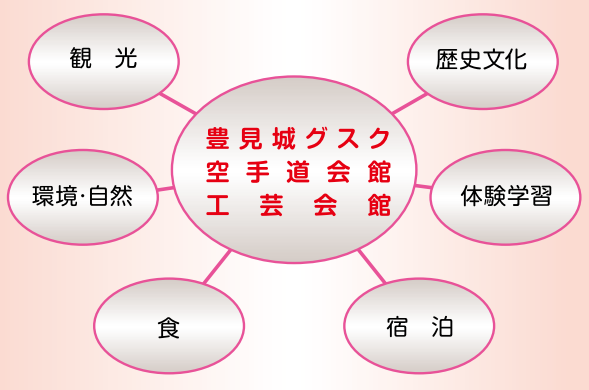 観 光
歴史文化
豊見城グスク
空手道会館
工芸会館
環境・自然
体験学習
食
宿 泊